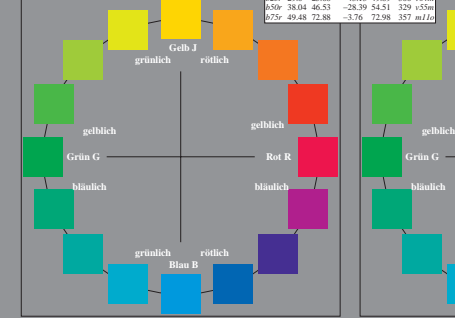 b50r 38.04 46.53 −28.39 54.51 329 v55m
b75r 49.48 72.88 −3.76 72.98 357 m11o
Gelb J
grünlich rötlich
gelblich gelblich gelblich
Grün G Rot R Grün G
bläulich bläulich bläulich
grünlich rötlich
Blau B